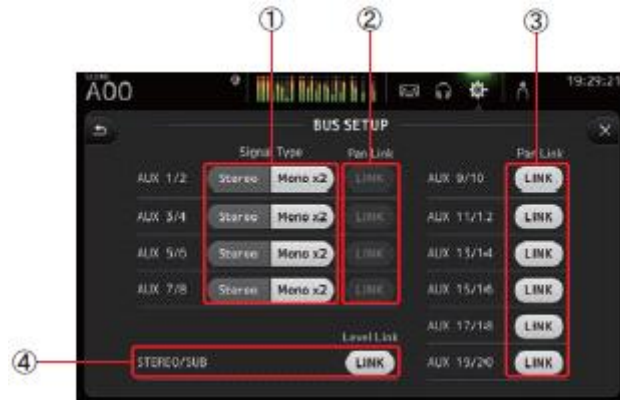 ① ② ③
SCENE
A00 19:29:21
BUS SETUP
Signal Type Pan Link Pan Link
AUX 1/2 Stereo Mono x2 LINK AUX 9/10 LINK
AUX 3/4 Stereo Mono x2 LINK AUX 11/12 LINK
AUX 5/6 Stereo Mono x2 LINK AUX 13/14 LINK
AUX 7/8 Stereo Mono x2 LINK AUX 15/16 LINK
Level Link AUX 17/18 LINK
④ STEREO/SUB LINK AUX 19/20 LINK